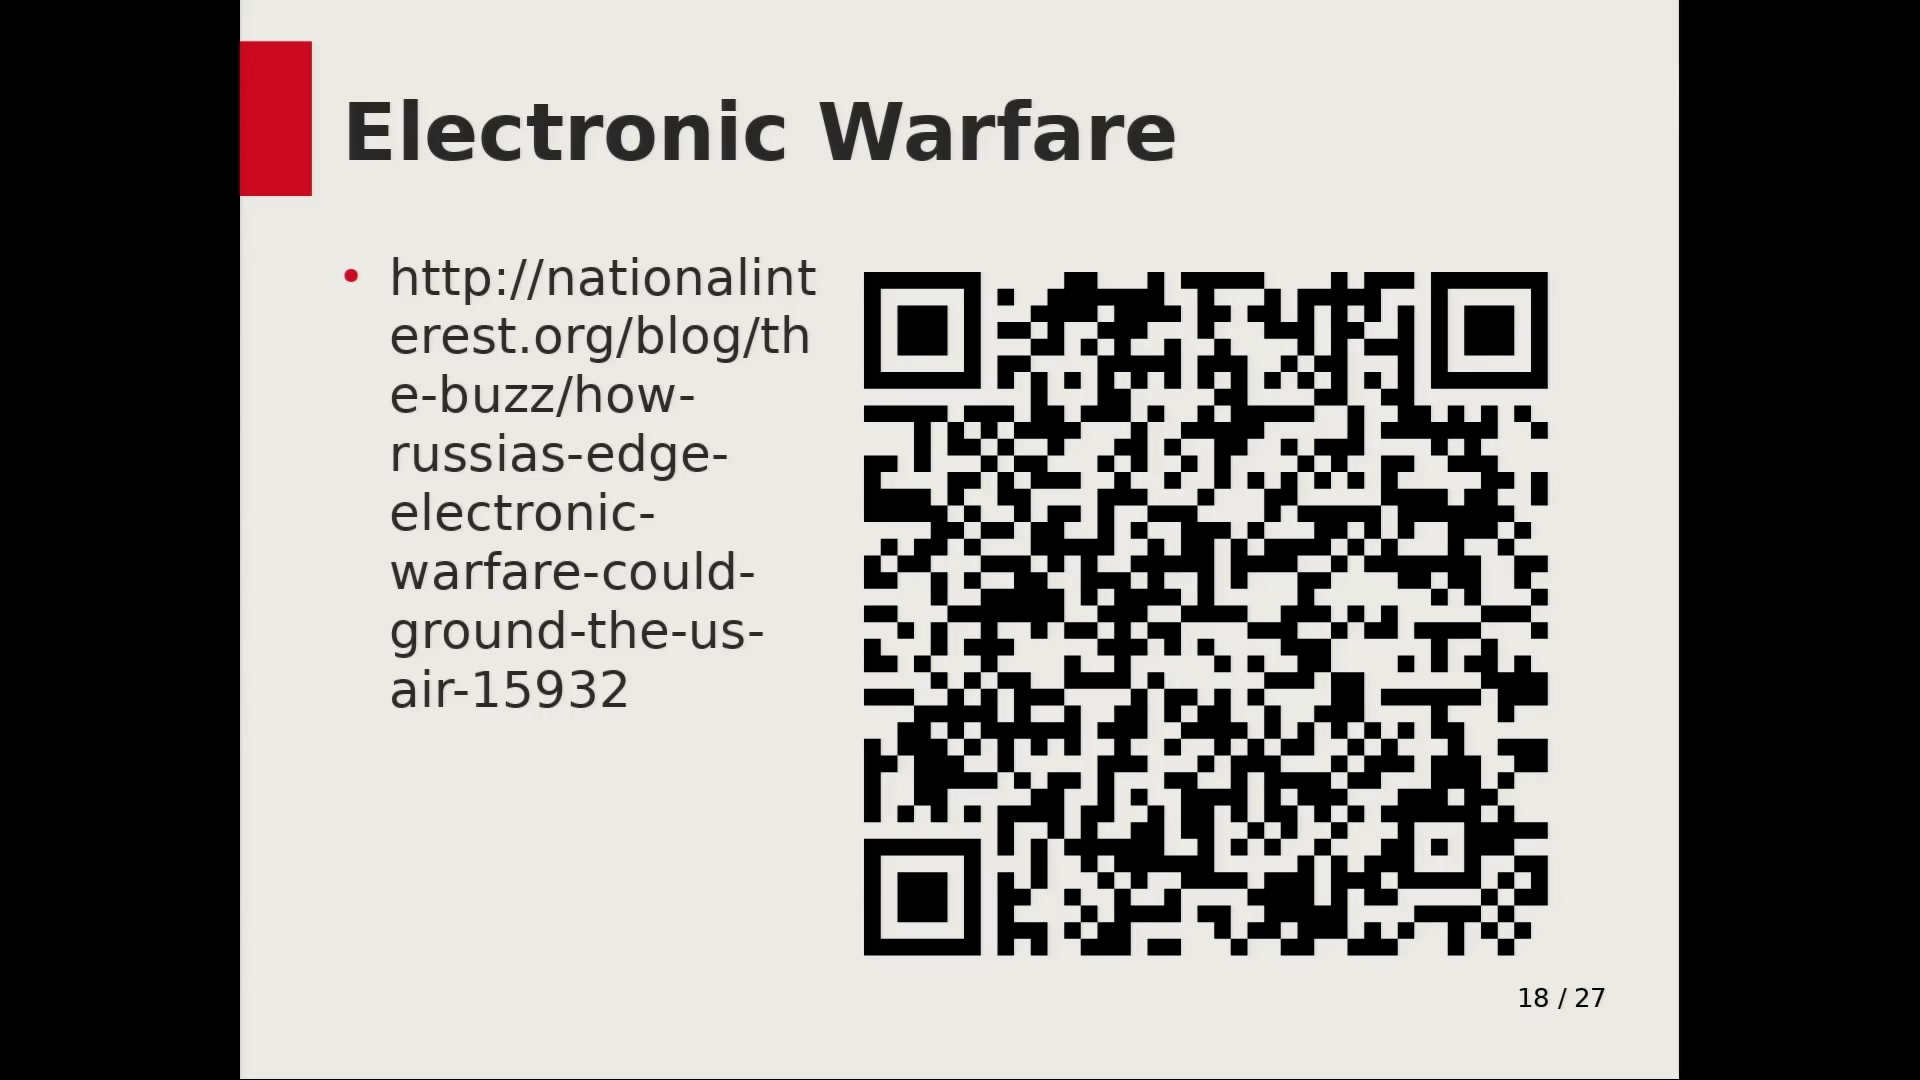 Electronic Warfare
• http://nationalint
erest.org/blog/th
e-buzz/how-
russias-edge-
electronic-
warfare-could-
ground-the-us-
air-15932
18 / 27